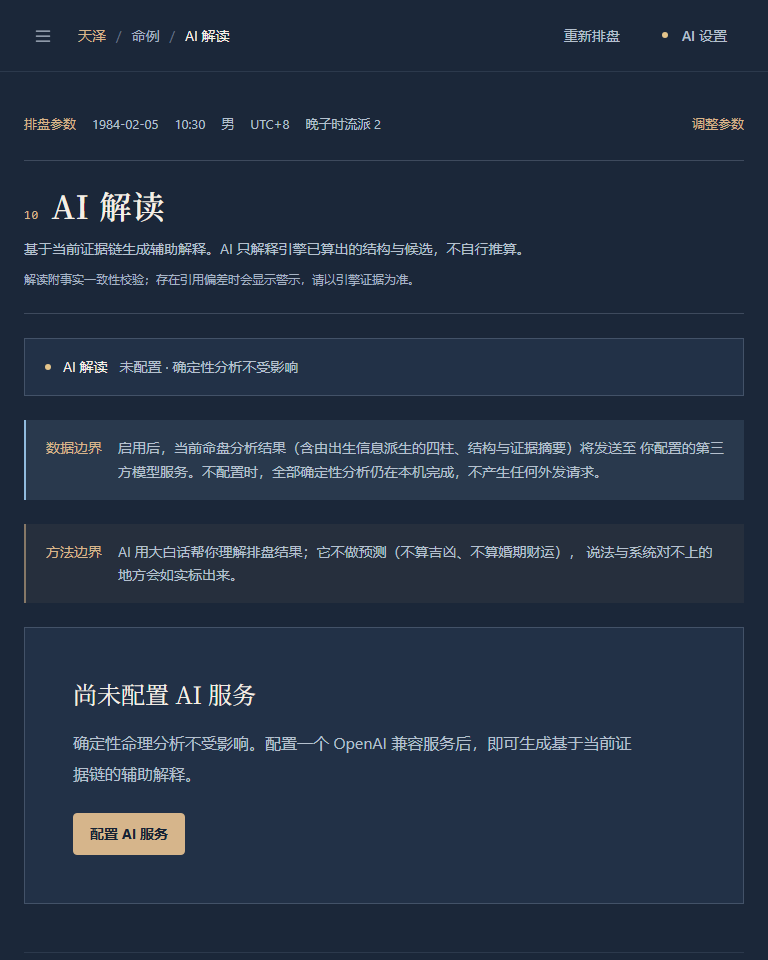 天泽 / 命例 / AI 解读 重新排盘 AI 设置
排盘参数 1984-02-05 10:30 男 UTC+8 晚子时流派 2 调整参数
10 AI 解读
基于当前证据链生成辅助解释。AI 只解释引擎已算出的结构与候选，不自行推算。
解读附事实一致性校验；存在引用偏差时会显示警示，请以引擎证据为准。
AI 解读 未配置 · 确定性分析不受影响
数据边界 启用后，当前命盘分析结果（含由出生信息派生的四柱、结构与证据摘要）将发送至 你配置的第三
方模型服务。不配置时，全部确定性分析仍在本机完成，不产生任何外发请求。
方法边界 AI 用大白话帮你理解排盘结果；它不做预测（不算吉凶、不算婚期财运）， 说法与系统对不上的
地方会如实标出来。
尚未配置 AI 服务
确定性命理分析不受影响。配置一个 OpenAI 兼容服务后，即可生成基于当前证
据链的辅助解释。
配置 AI 服务